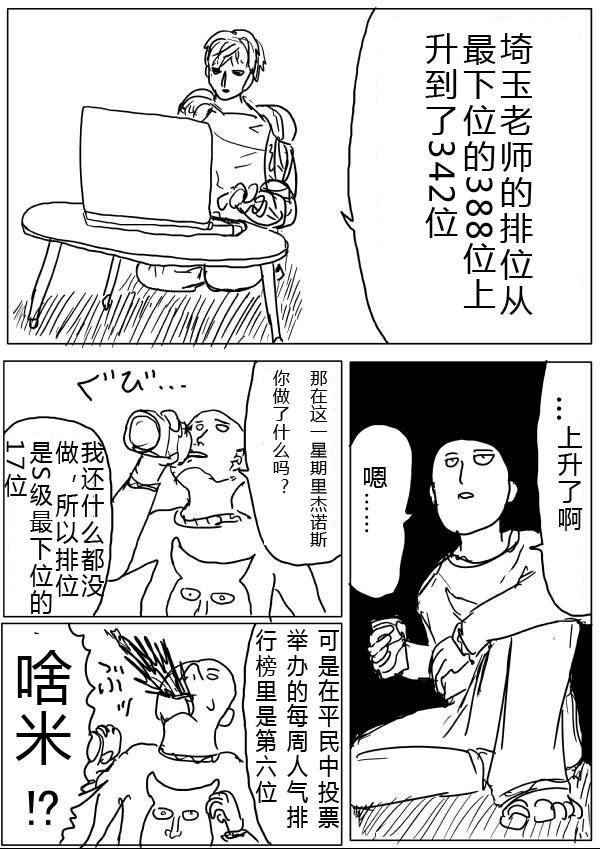 埼玉老师的排位从
最下位的388位上
升到了342位
…上升了啊
嗯……
那在这一星期里杰诺斯
你做了什么吗？
ぐび…
我还什么都没
做，所以排位
是S级最下位的
17位
可是在平民中投票
举办的每周人气排
行榜里是第六位
啥米
!?